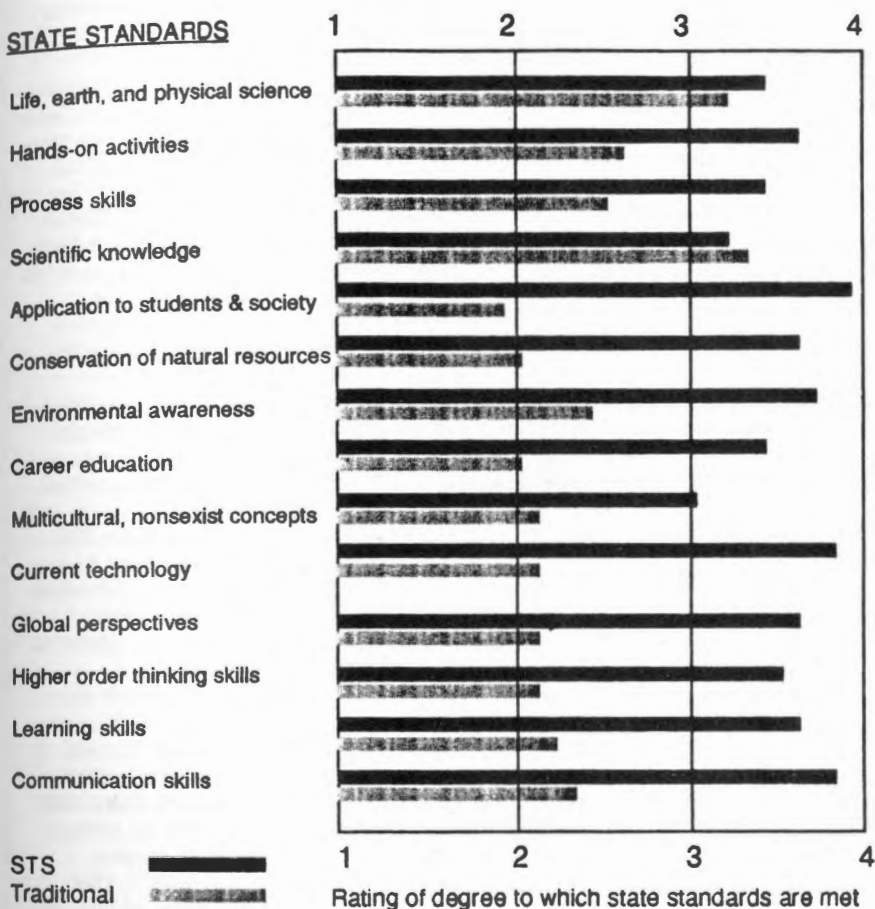 STATE STANDARDS
1 2 3 4
Life, earth, and physical science
Hands-on activities
Process skills
Scientific knowledge
Application to students & society
Conservation of natural resources
Environmental awareness
Career education
Multicultural, nonsexist concepts
Current technology
Global perspectives
Higher order thinking skills
Learning skills
Communication skills
1 2 3 4
STS
Traditional
Rating of degree to which state standards are met